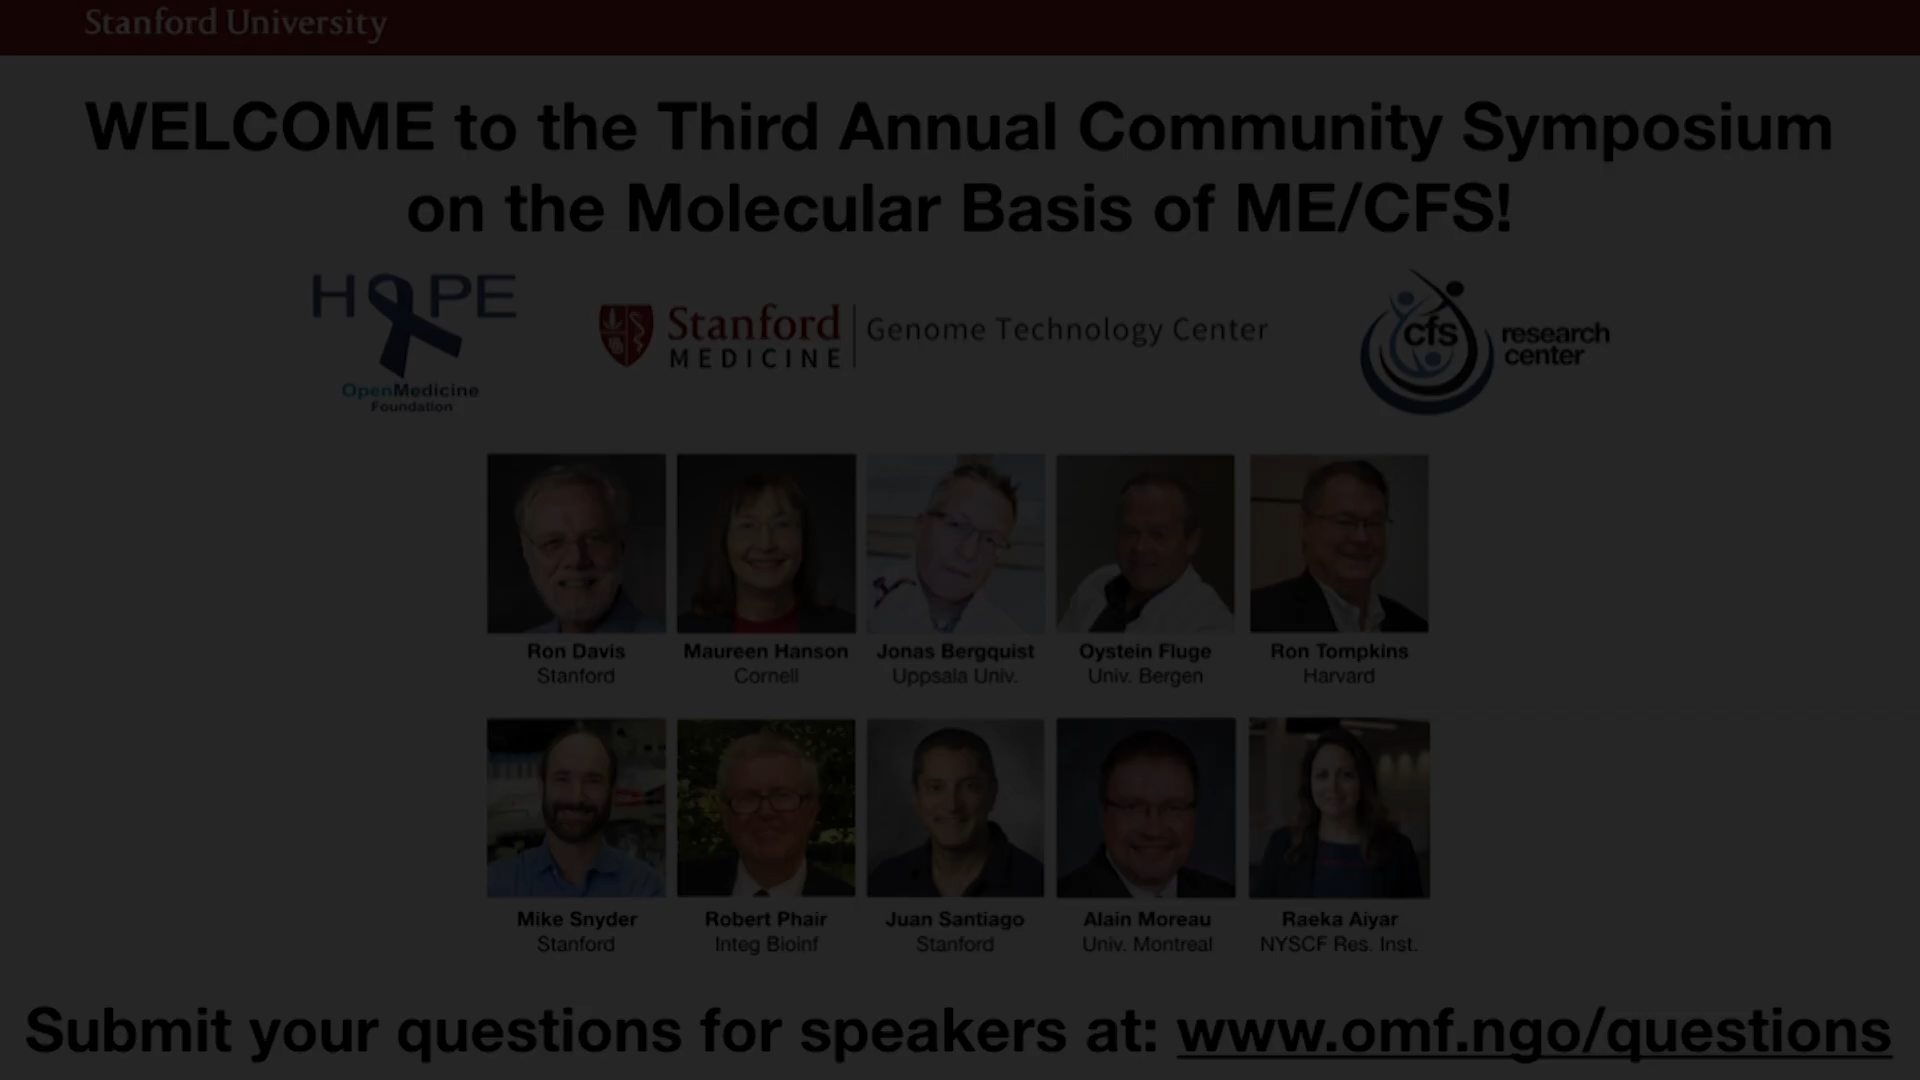 Stanford University
WELCOME to the Third Annual Community Symposium
on the Molecular Basis of ME/CFS!
HOPE
OpenMedicine
Foundation
Stanford
MEDICINE
Genome Technology Center
cfs
research
center
Ron Davis
Stanford
Maureen Hanson
Cornell
Jonas Bergquist
Uppsala Univ.
Oystein Fluge
Univ. Bergen
Ron Tompkins
Harvard
Mike Snyder
Stanford
Robert Phair
Integ Bioinf
Juan Santiago
Stanford
Alain Moreau
Univ. Montreal
Raeka Aiyar
NYSCF Res. Inst.
Submit your questions for speakers at: www.omf.ngo/questions